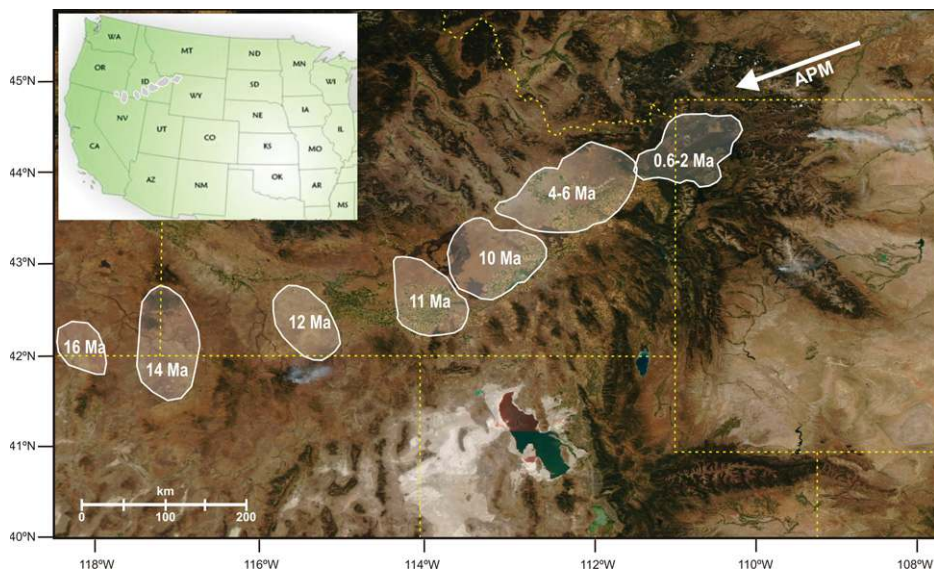 WA
MT
ND
MN
OR
ID
SD
WI
WY
IA
NV
NE
UT
IL
CO
CA
KS
MO
AZ
NM
OK
AR
MS
APM
0.6-2 Ma
4-6 Ma
10 Ma
11 Ma
12 Ma
16 Ma
14 Ma
45°N
44°N
43°N
42°N
41°N
40°N
km
0 100 200
118°W 116°W 114°W 112°W 110°W 108°W